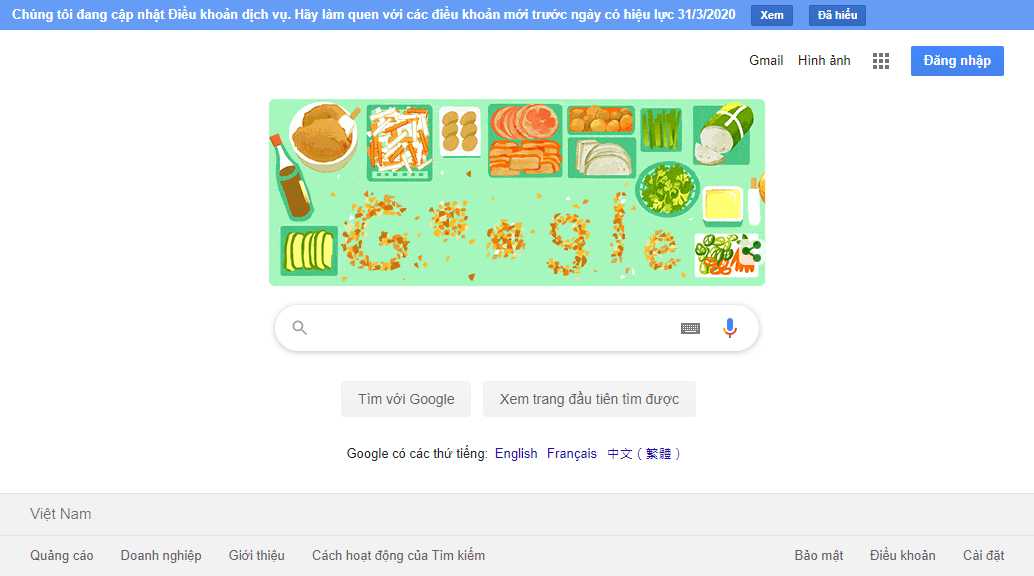 Chúng tôi đang cập nhật Điều khoản dịch vụ. Hãy làm quen với các điều khoản mới trước ngày có hiệu lực 31/3/2020 Xem Đã hiểu
Gmail Hình ảnh Đăng nhập
Google
Tìm với Google Xem trang đầu tiên tìm được
Google có các thứ tiếng: English Français 中文（繁體）
Việt Nam
Quảng cáo Doanh nghiệp Giới thiệu Cách hoạt động của Tìm kiếm Bảo mật Điều khoản Cài đặt